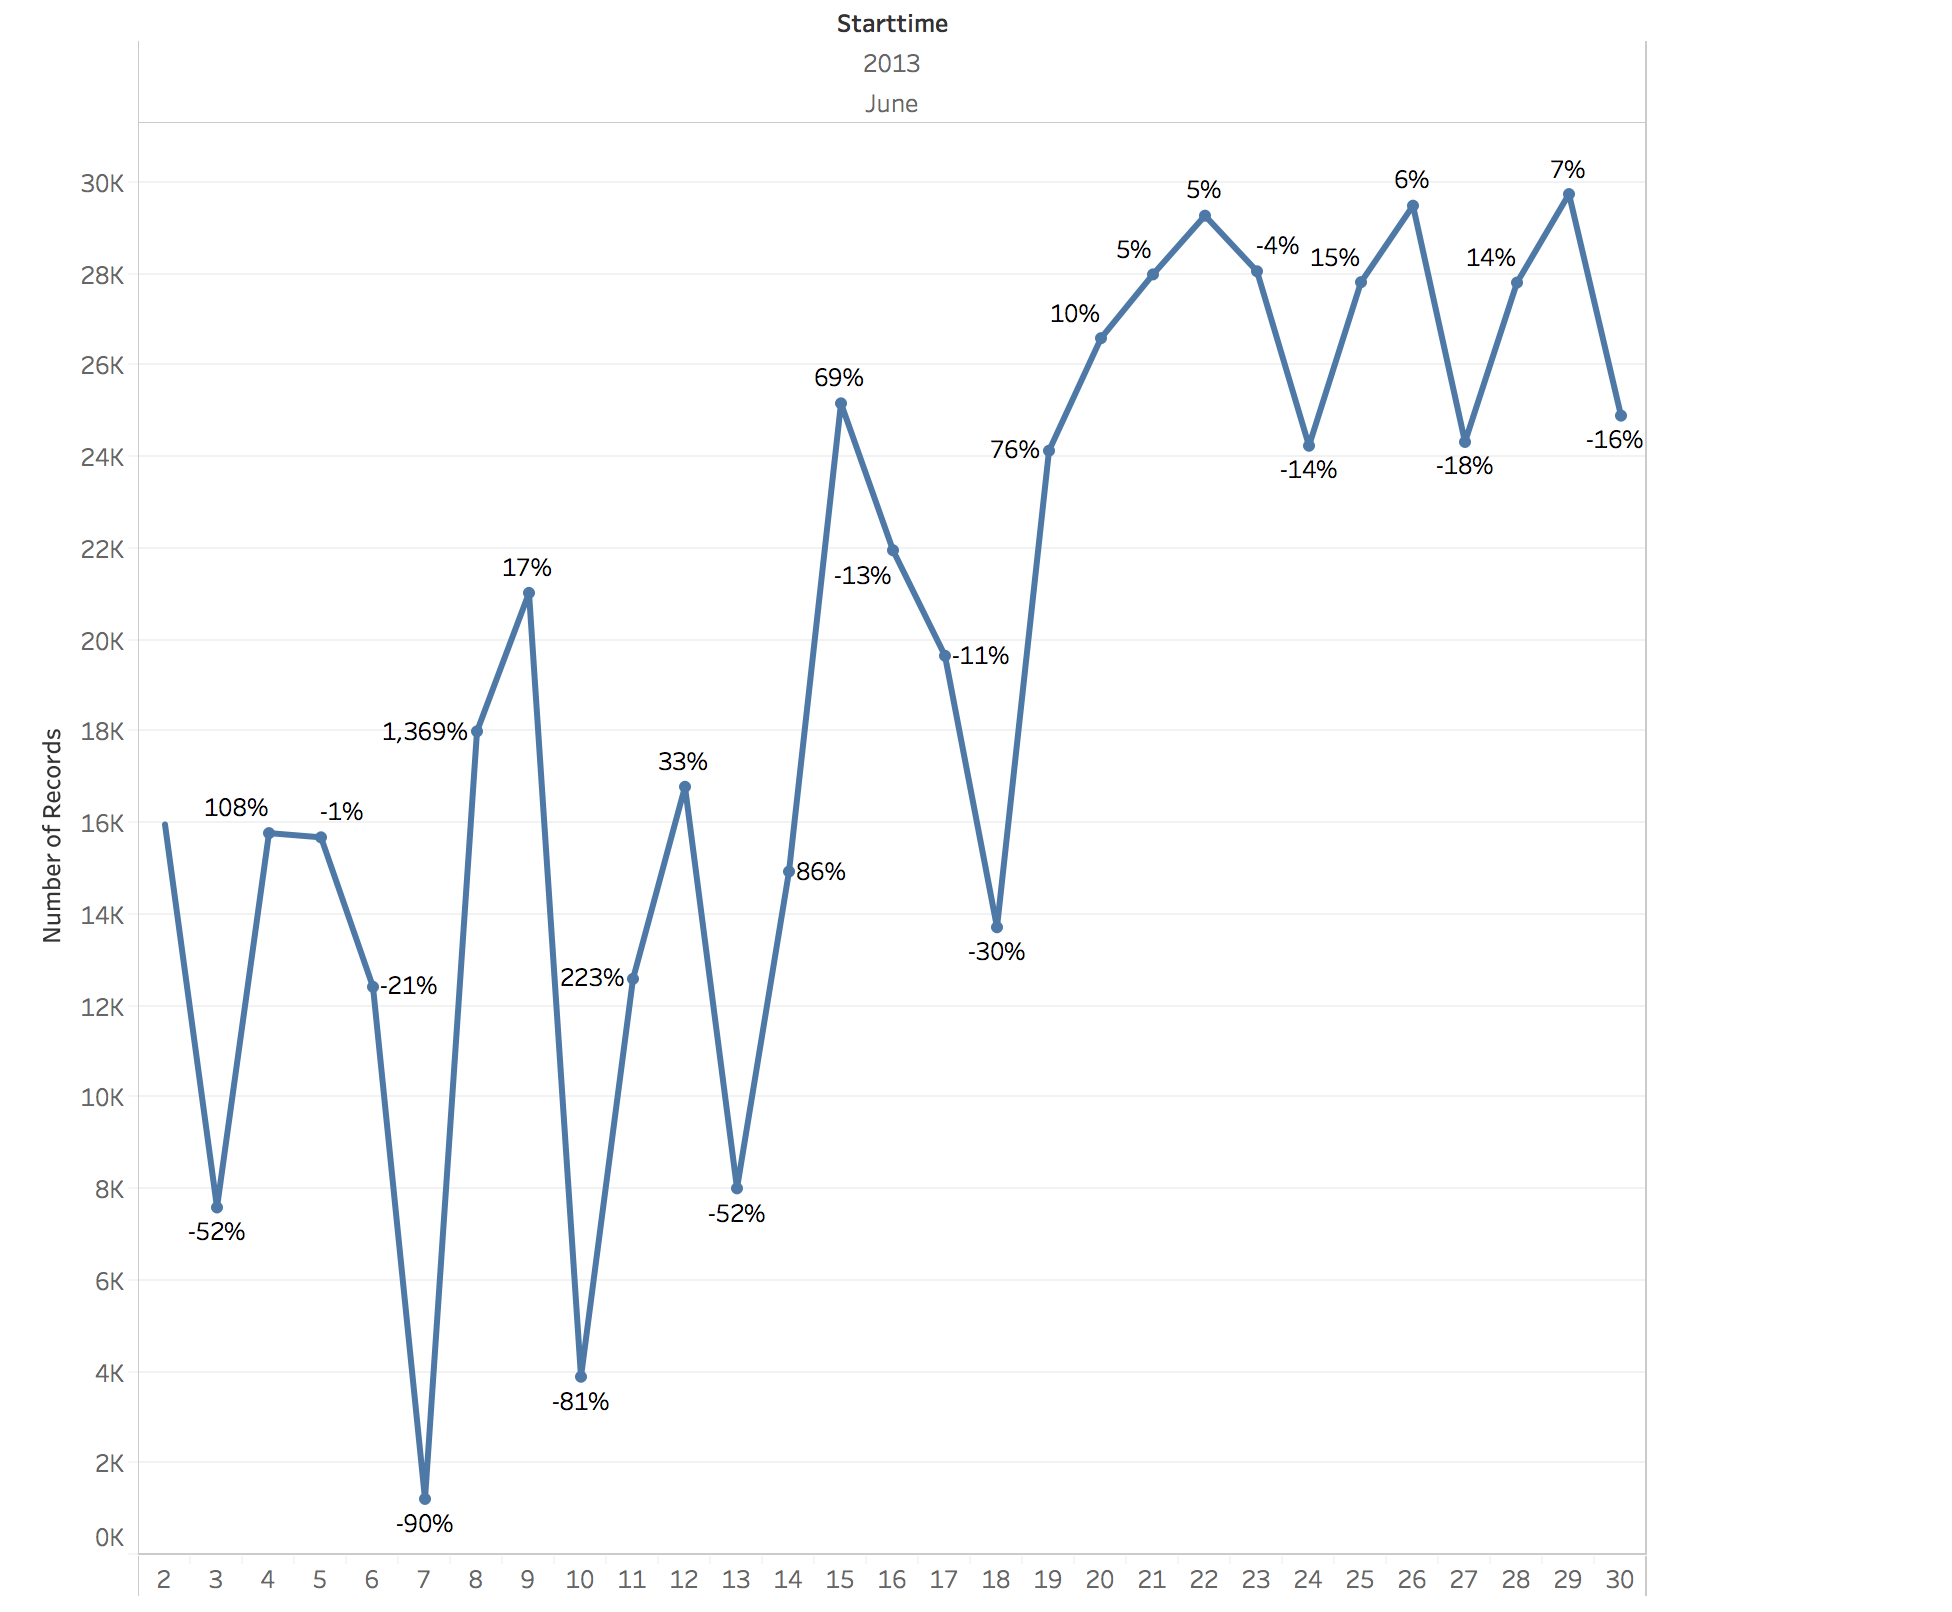 Starttime
2013
June
7%
6%
30K
5%
-4%
5%
15%
14%
28K
10%
26K
69%
-16%
76%
24K
-14%
-18%
22K
17%
-13%
20K
-11%
1,369%
18K
33%
108%
-1%
16K
86%
14K
-30%
223%
-21%
12K
10K
8K
-52%
-52%
6K
4K
-81%
2K
-90%
0K
Number of Records
2 3 4 5 6 7 8 9 10 11 12 13 14 15 16 17 18 19 20 21 22 23 24 25 26 27 28 29 30